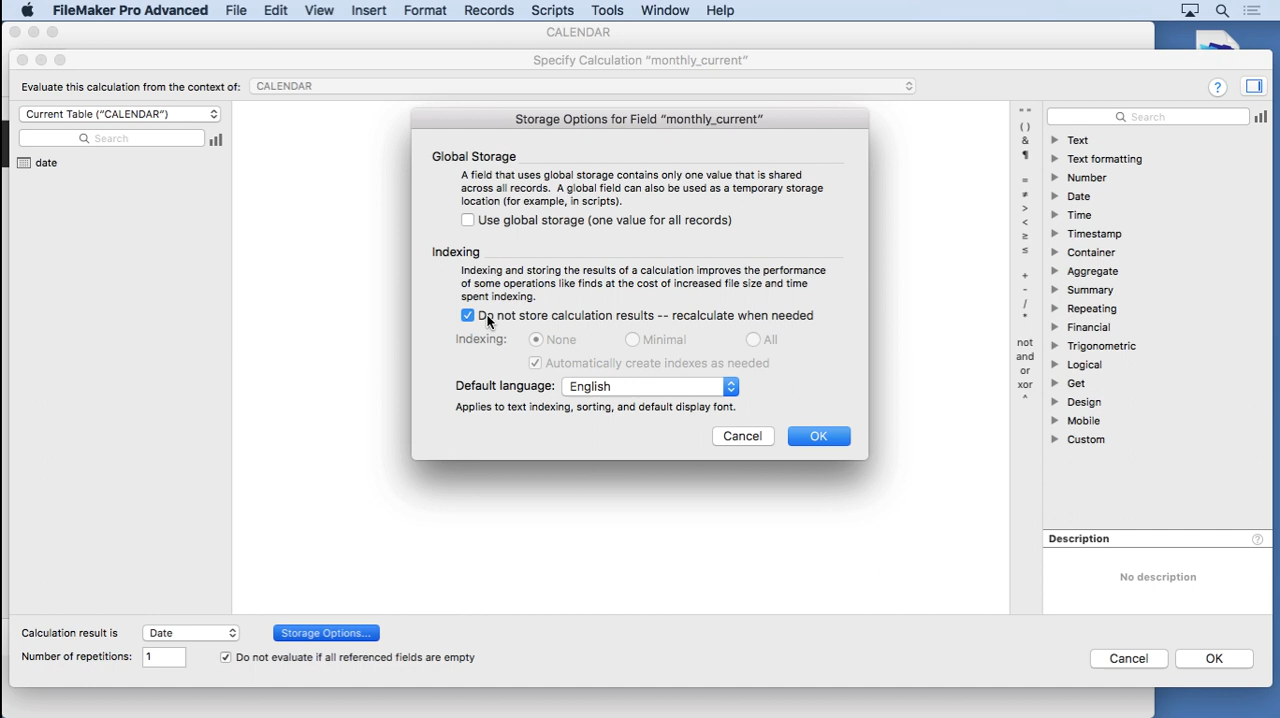 FileMaker Pro Advanced File Edit View Insert Format Records Scripts Tools Window Help
CALENDAR
Specify Calculation “monthly_current”
Evaluate this calculation from the context of: CALENDAR
?
Current Table (“CALENDAR”)
Search
date
Storage Options for Field “monthly_current”
Global Storage
A field that uses global storage contains only one value that is shared
across all records. A global field can also be used as a temporary storage
location (for example, in scripts).
Use global storage (one value for all records)
Indexing
Indexing and storing the results of a calculation improves the performance
of some operations like finds at the cost of increased file size and time
spent indexing.
Do not store calculation results -- recalculate when needed
Indexing: None Minimal All
Automatically create indexes as needed
Default language: English
Applies to text indexing, sorting, and default display font.
Cancel OK
" "
( )
&
¶
=
≠
>
<
≥
≤
+
-
/
*
not
and
or
xor
^
Search
Text
Text formatting
Number
Date
Time
Timestamp
Container
Aggregate
Summary
Repeating
Financial
Trigonometric
Logical
Get
Design
Mobile
Custom
Description ?
No description
Calculation result is Date Storage Options...
Number of repetitions: 1 Do not evaluate if all referenced fields are empty
Cancel OK